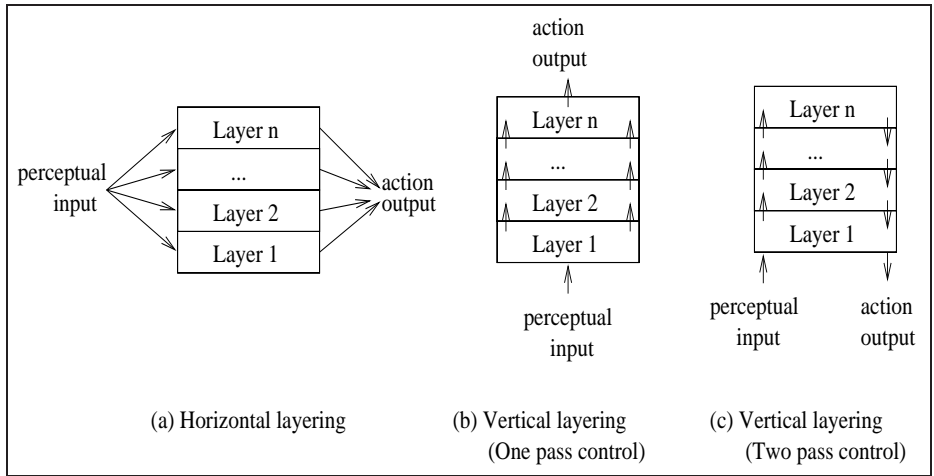 perceptual
input
Layer n
...
Layer 2
Layer 1
action
output
(a) Horizontal layering
action
output
Layer n
...
Layer 2
Layer 1
perceptual
input
(b) Vertical layering
(One pass control)
Layer n
...
Layer 2
Layer 1
perceptual
input
action
output
(c) Vertical layering
(Two pass control)